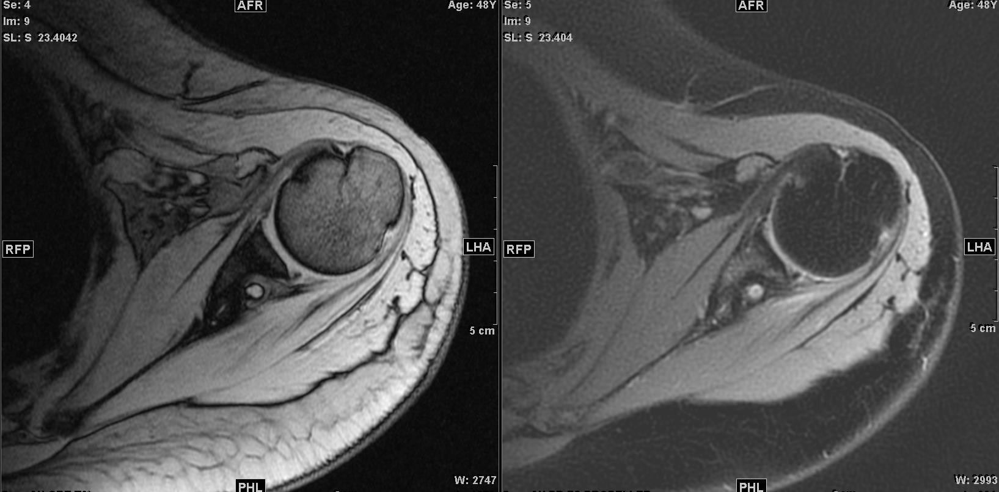 Se: 4
Im: 9
SL: S 23.4042
AFR
Age: 48Y
RFP
LHA
5 cm
W: 2747
PHL
Se: 5
Im: 9
SL: S 23.404
AFR
Age: 48Y
RFP
LHA
5 cm
W: 2993
PHL